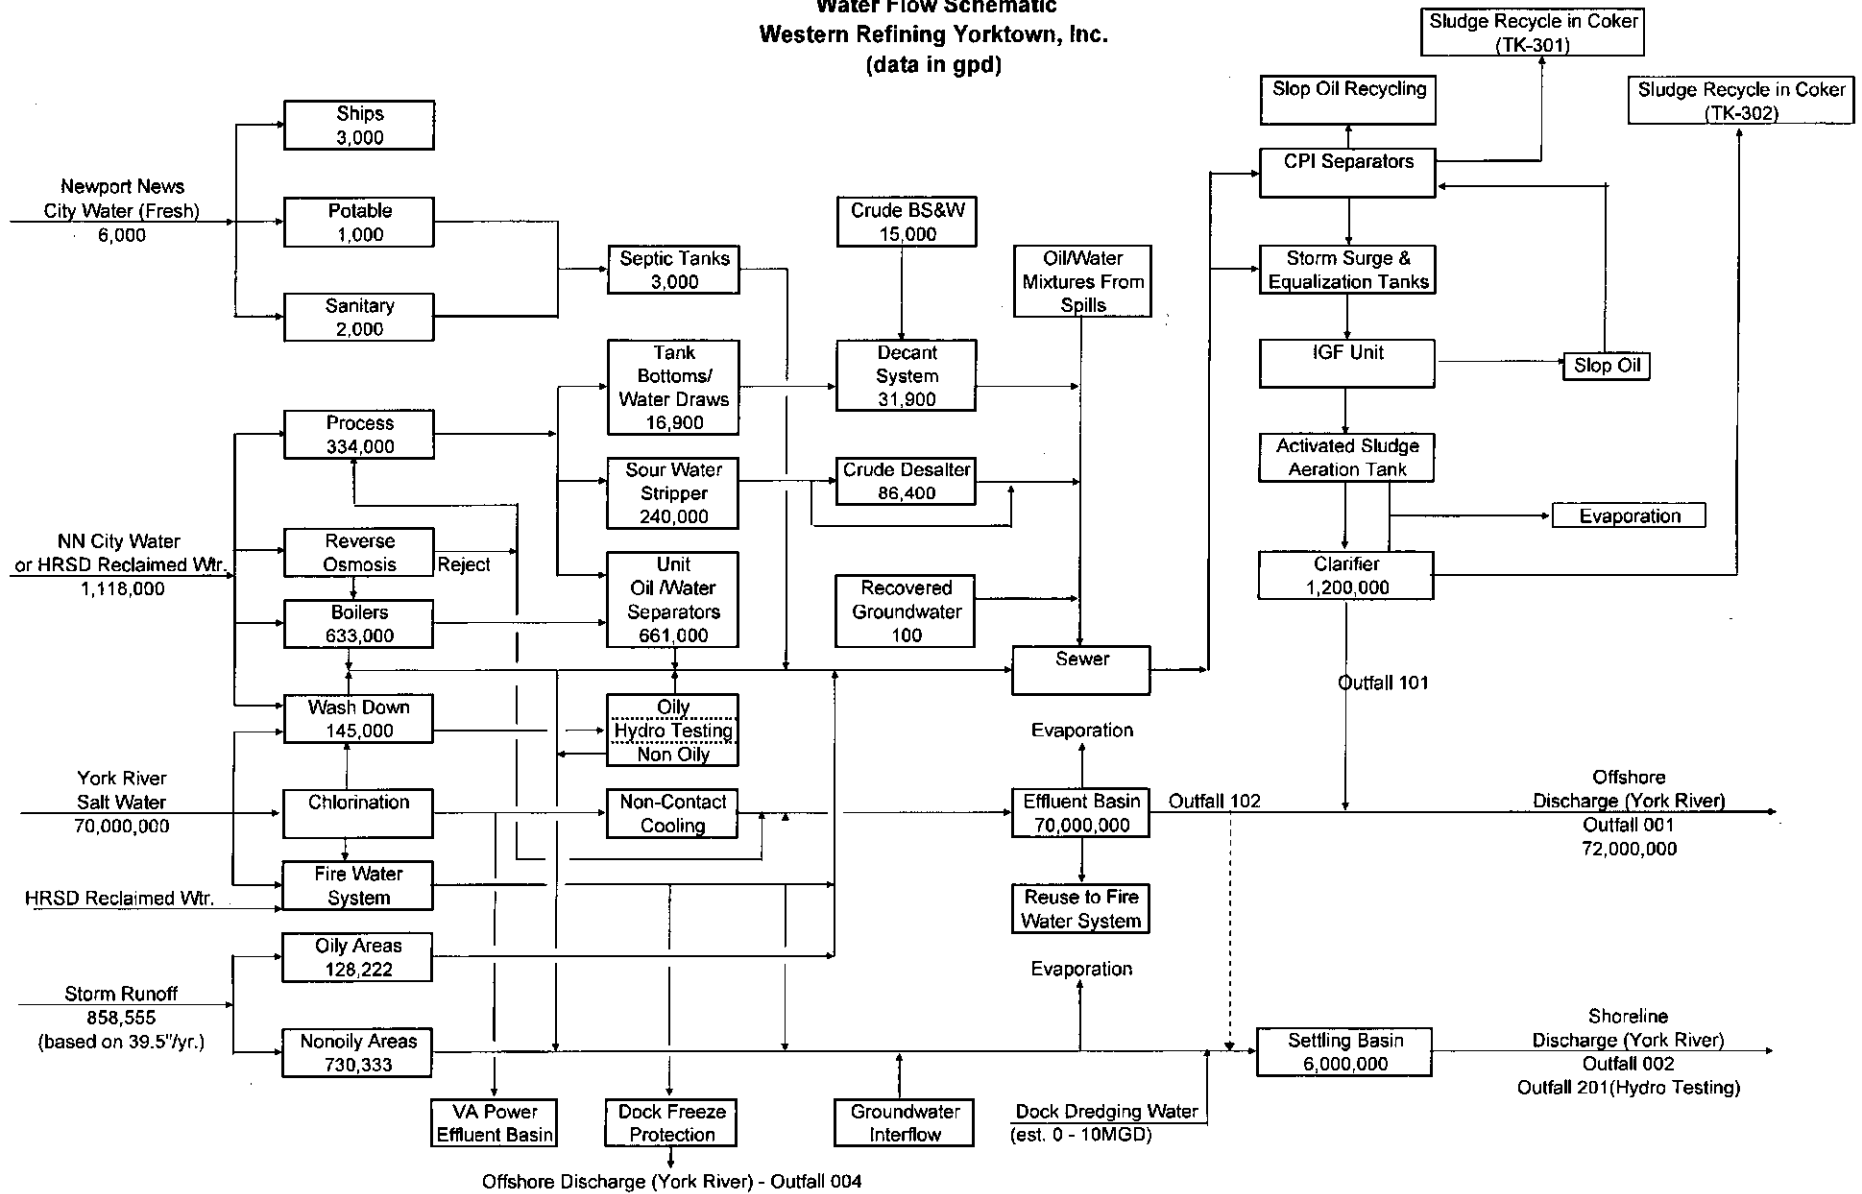 Water Flow Schematic
Western Refining Yorktown, Inc.
(data in gpd)
Sludge Recycle in Coker
(TK-301)
Slop Oil Recycling
Sludge Recycle in Coker
(TK-302)
Ships
3,000
CPI Separators
Newport News
City Water (Fresh)
6,000
Potable
1,000
Crude BS&W
15,000
Septic Tanks
3,000
Oil/Water
Mixtures From
Spills
Storm Surge &
Equalization Tanks
Sanitary
2,000
Tank
Bottoms/
Water Draws
16,900
Decant
System
31,900
IGF Unit
Slop Oil
Process
334,000
Activated Sludge
Aeration Tank
Sour Water
Stripper
240,000
Crude Desalter
86,400
Evaporation
NN City Water
or HRSD Reclaimed Wtr.
1,118,000
Reverse
Osmosis
Reject
Unit
Oil /Water
Separators
661,000
Clarifier
1,200,000
Boilers
633,000
Recovered
Groundwater
100
Sewer
Outfall 101
Wash Down
145,000
Oily
Hydro Testing
Non Oily
Evaporation
York River
Salt Water
70,000,000
Chlorination
Non-Contact
Cooling
Effluent Basin
70,000,000
Outfall 102
Offshore
Discharge (York River)
Outfall 001
72,000,000
Fire Water
System
HRSD Reclaimed Wtr.
Reuse to Fire
Water System
Oily Areas
128,222
Evaporation
Storm Runoff
858,555
(based on 39.5"/yr.)
Nonoily Areas
730,333
Settling Basin
6,000,000
Shoreline
Discharge (York River)
Outfall 002
Outfall 201(Hydro Testing)
VA Power
Effluent Basin
Dock Freeze
Protection
Groundwater
Interflow
Dock Dredging Water
(est. 0 - 10MGD)
Offshore Discharge (York River) - Outfall 004